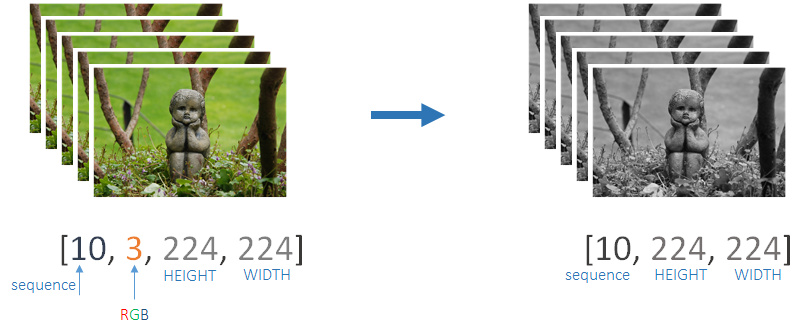 [10, 3, 224, 224]
sequence
HEIGHT
WIDTH
RGB
[10, 224, 224]
sequence
HEIGHT
WIDTH